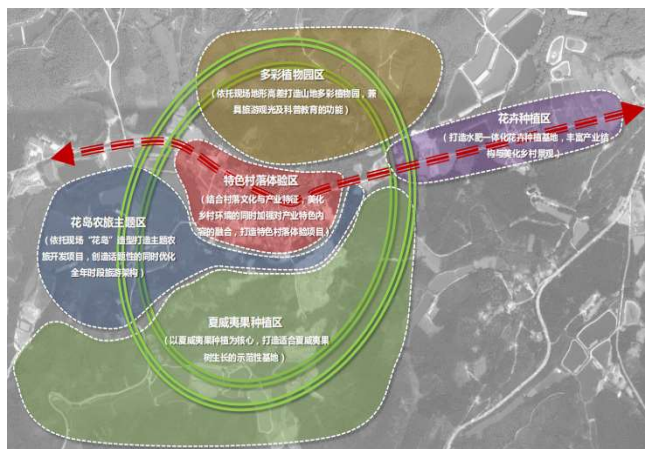 多彩植物园区
（依托现场地形高差打造山地多彩植物园，兼
具旅游观光及科普教育的功能）
花卉种植区
（打造水肥一体化花卉种植基地，丰富产业结
构与美化乡村景观）
特色村落体验区
（结合村落文化与产业特征，美化
乡村环境的同时加强对产业特色内
容的融合，打造特色村落体验项目）
花岛农旅主题区
（依托现场“花岛”造型打造主题农
旅开发项目，创造话题性的同时优化
全年时段旅游架构）
夏威夷果种植区
（以夏威夷果种植为核心，打造适合夏威夷果
树生长的示范性基地）